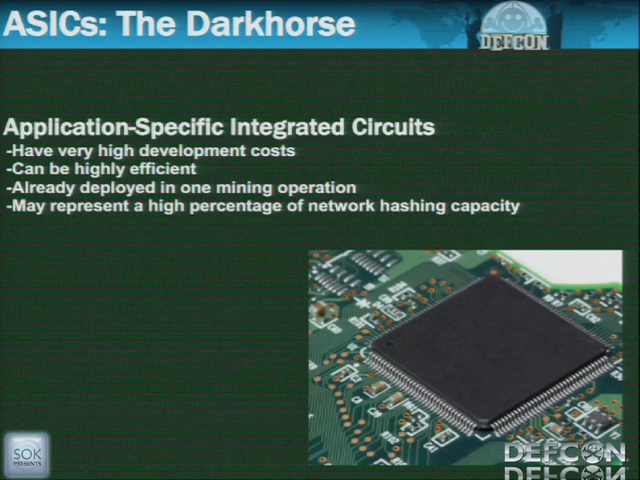 ASICs: The Darkhorse
DEFCON
Application-Specific Integrated Circuits
-Have very high development costs
-Can be highly efficient
-Already deployed in one mining operation
-May represent a high percentage of network hashing capacity
SOK
PRESENTS
DEFCON